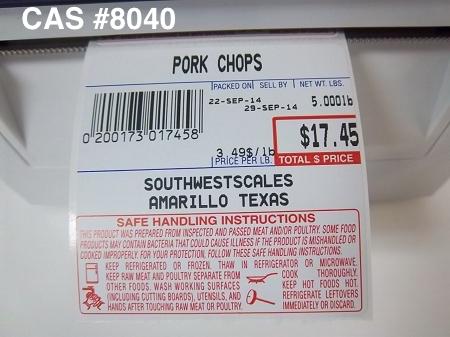 CAS #8040
PORK CHOPS
PACKED ON SELL BY NET WT. LBS.
22-SEP-14 29-SEP-14 5.000lb
0 200173 017458
3.49$/lb
PRICE PER LB.
$17.45
TOTAL $ PRICE
SOUTHWESTSCALES
AMARILLO TEXAS
SAFE HANDLING INSTRUCTIONS
THIS PRODUCT WAS PREPARED FROM INSPECTED AND PASSED MEAT AND/OR POULTRY. SOME FOOD
PRODUCTS MAY CONTAIN BACTERIA THAT COULD CAUSE ILLNESS IF THE PRODUCT IS MISHANDLED OR
COOKED IMPROPERLY. FOR YOUR PROTECTION, FOLLOW THESE SAFE HANDLING INSTRUCTIONS.
KEEP REFRIGERATED OR FROZEN. THAW IN REFRIGERATOR OR MICROWAVE.
KEEP RAW MEAT AND POULTRY SEPARATE FROM
OTHER FOODS. WASH WORKING SURFACES
(INCLUDING CUTTING BOARDS), UTENSILS, AND
HANDS AFTER TOUCHING RAW MEAT OR POULTRY.
COOK THOROUGHLY.
KEEP HOT FOODS HOT.
REFRIGERATE LEFTOVERS
IMMEDIATELY OR DISCARD.